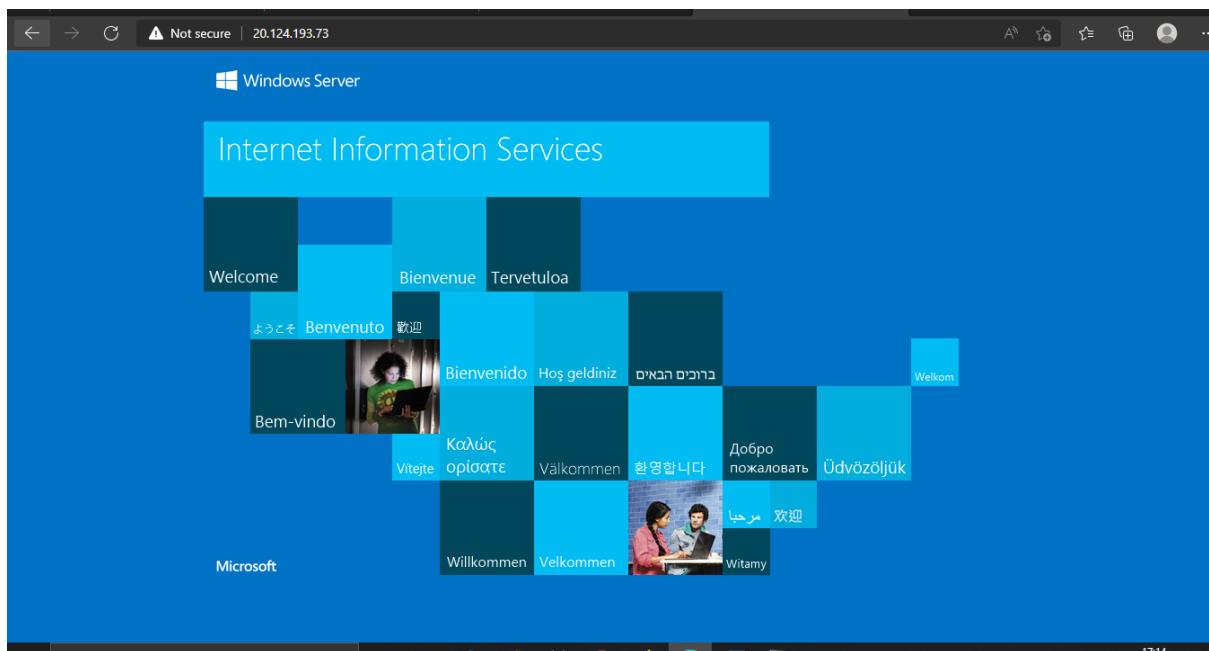 Not secure
20.124.193.73
Windows Server
Internet Information Services
Welcome
Bienvenue
Tervetuloa
ようこそ
Benvenuto
歡迎
Bienvenido
Hoş geldiniz
ברוכים הבאים
Welkom
Bem-vindo
Vítejte
Καλώς
ορίσατε
Välkommen
환영합니다
Добро
пожаловать
Üdvözöljük
Willkommen
Velkommen
مرحبا
欢迎
Witamy
Microsoft